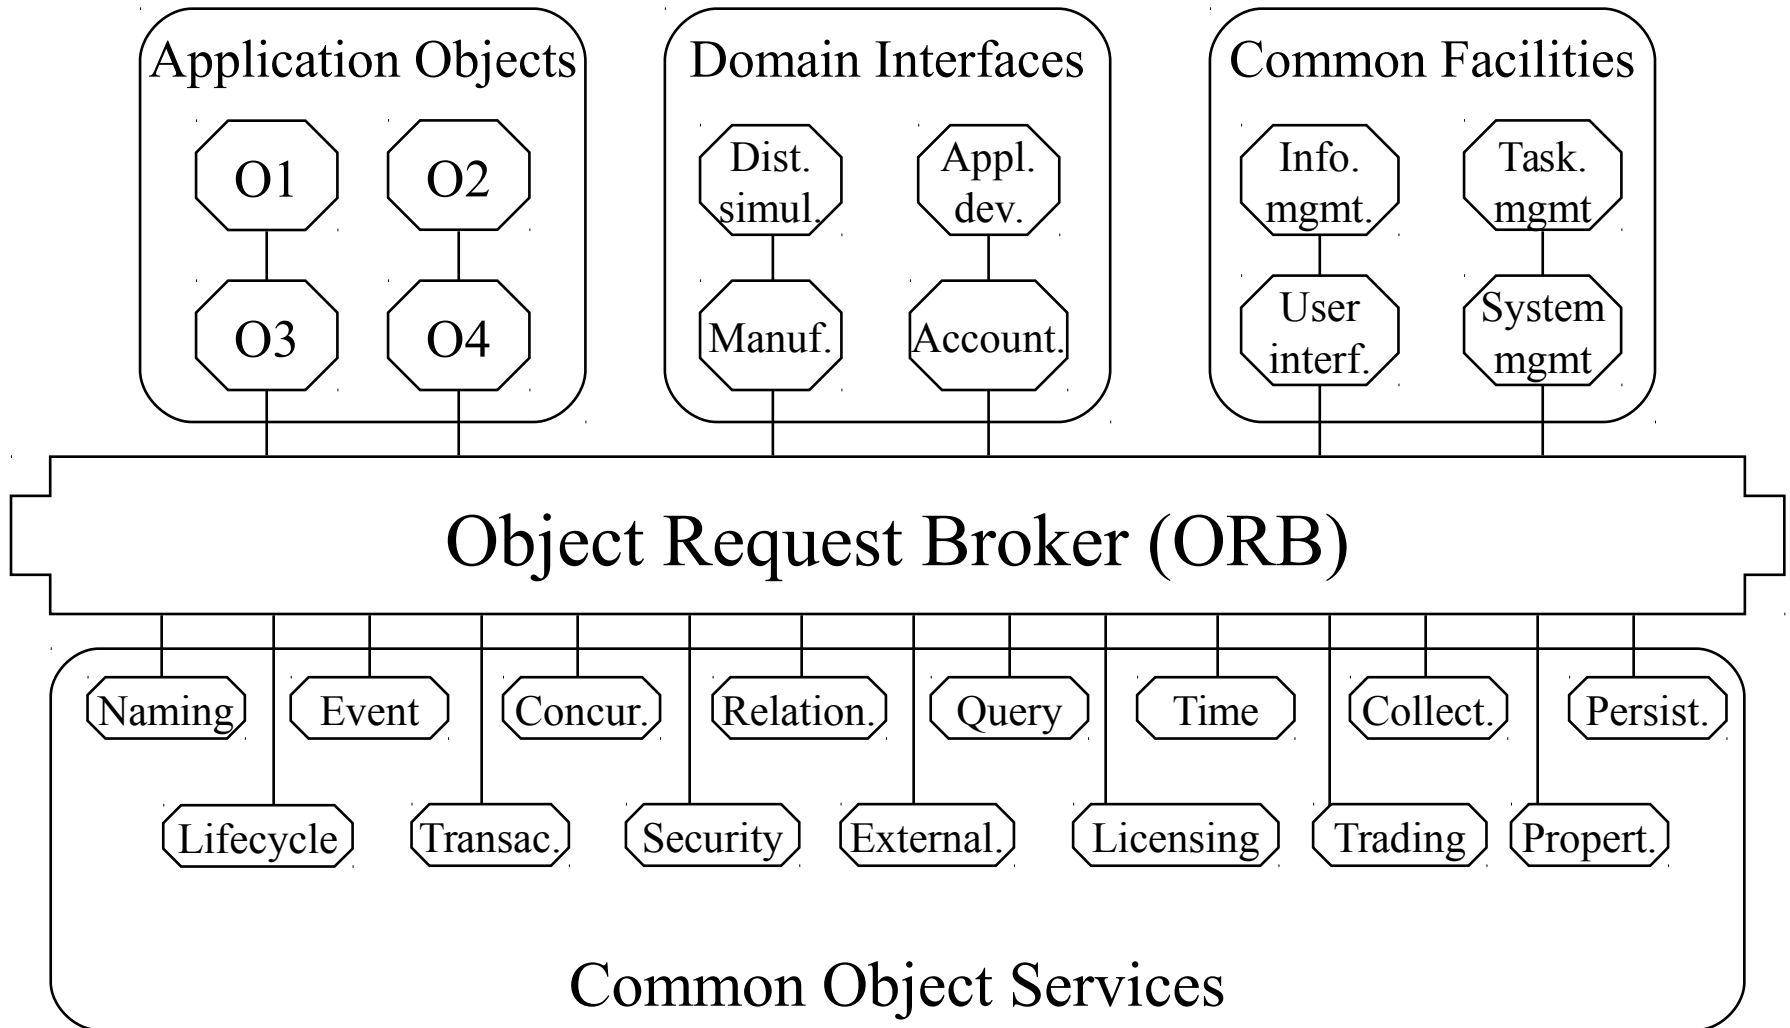 Application Objects
O1
O2
O3
O4
Domain Interfaces
Dist.
simul.
Appl.
dev.
Manuf.
Account.
Common Facilities
Info.
mgmt.
Task.
mgmt
User
interf.
System
mgmt
Object Request Broker (ORB)
Naming
Event
Concur.
Relation.
Query
Time
Collect.
Persist.
Lifecycle
Transac.
Security
External.
Licensing
Trading
Propert.
Common Object Services